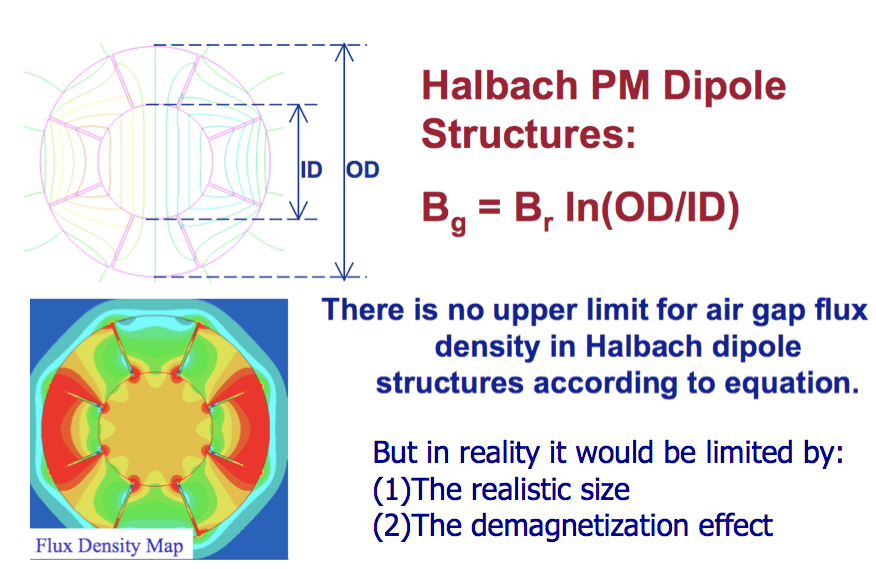 Halbach PM Dipole
Structures:
ID
OD
Bg = Br ln(OD/ID)
There is no upper limit for air gap flux
density in Halbach dipole
structures according to equation.
But in reality it would be limited by:
(1)The realistic size
(2)The demagnetization effect
Flux Density Map